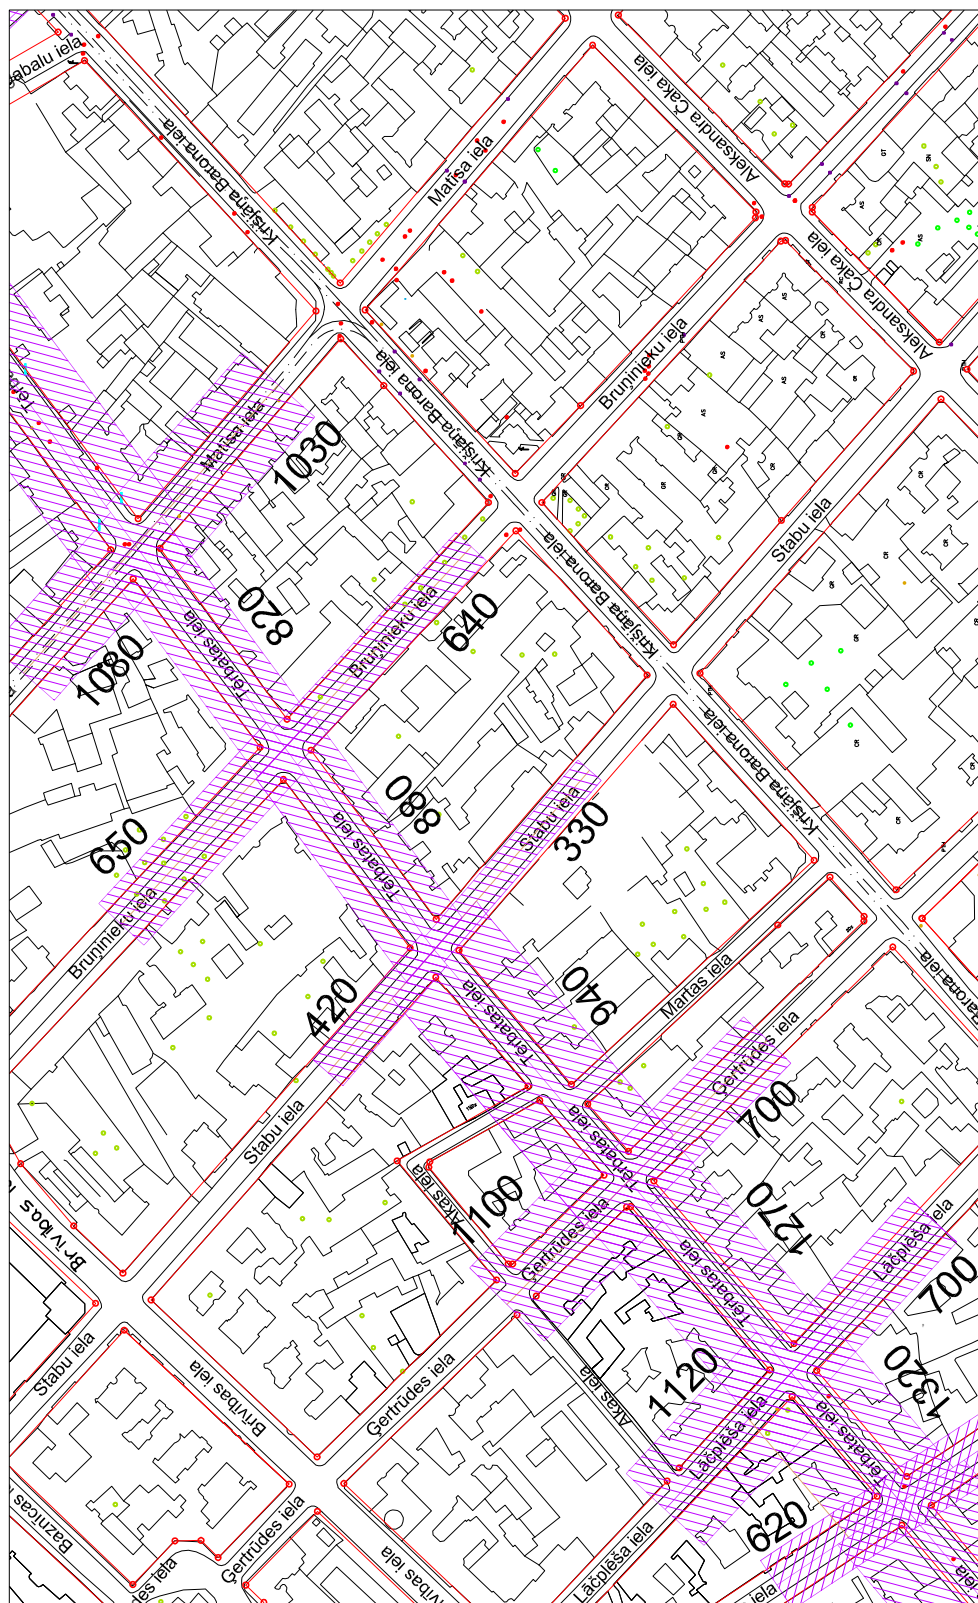 Krišjāņa Barona iela
Matīsa iela
Aleksandra Čaka iela
Aleksandra Čaka iela
Matīsa iela
1030
Krišjāņa Barona iela
Bruņinieku iela
Stabu iela
1080
Tērbatas iela
820
Bruņinieku iela
640
Krišjāņa Barona iela
650
Bruņinieku iela
Tērbatas iela
880
Stabu iela
330
Krišjāņa Barona iela
420
Stabu iela
Tērbatas iela
940
Martas iela
Barona iela
Ģertrūdes iela
700
Tērbatas iela
Akas iela
1100
Ģertrūdes iela
Tērbatas iela
1270
Lāčplēša iela
700
Stabu iela
Brīvības iela
Ģertrūdes iela
Akas iela
1120
Lāčplēša iela
Tērbatas iela
1320
620
Baznīcas
Ģertrūdes iela
Lāčplēša iela